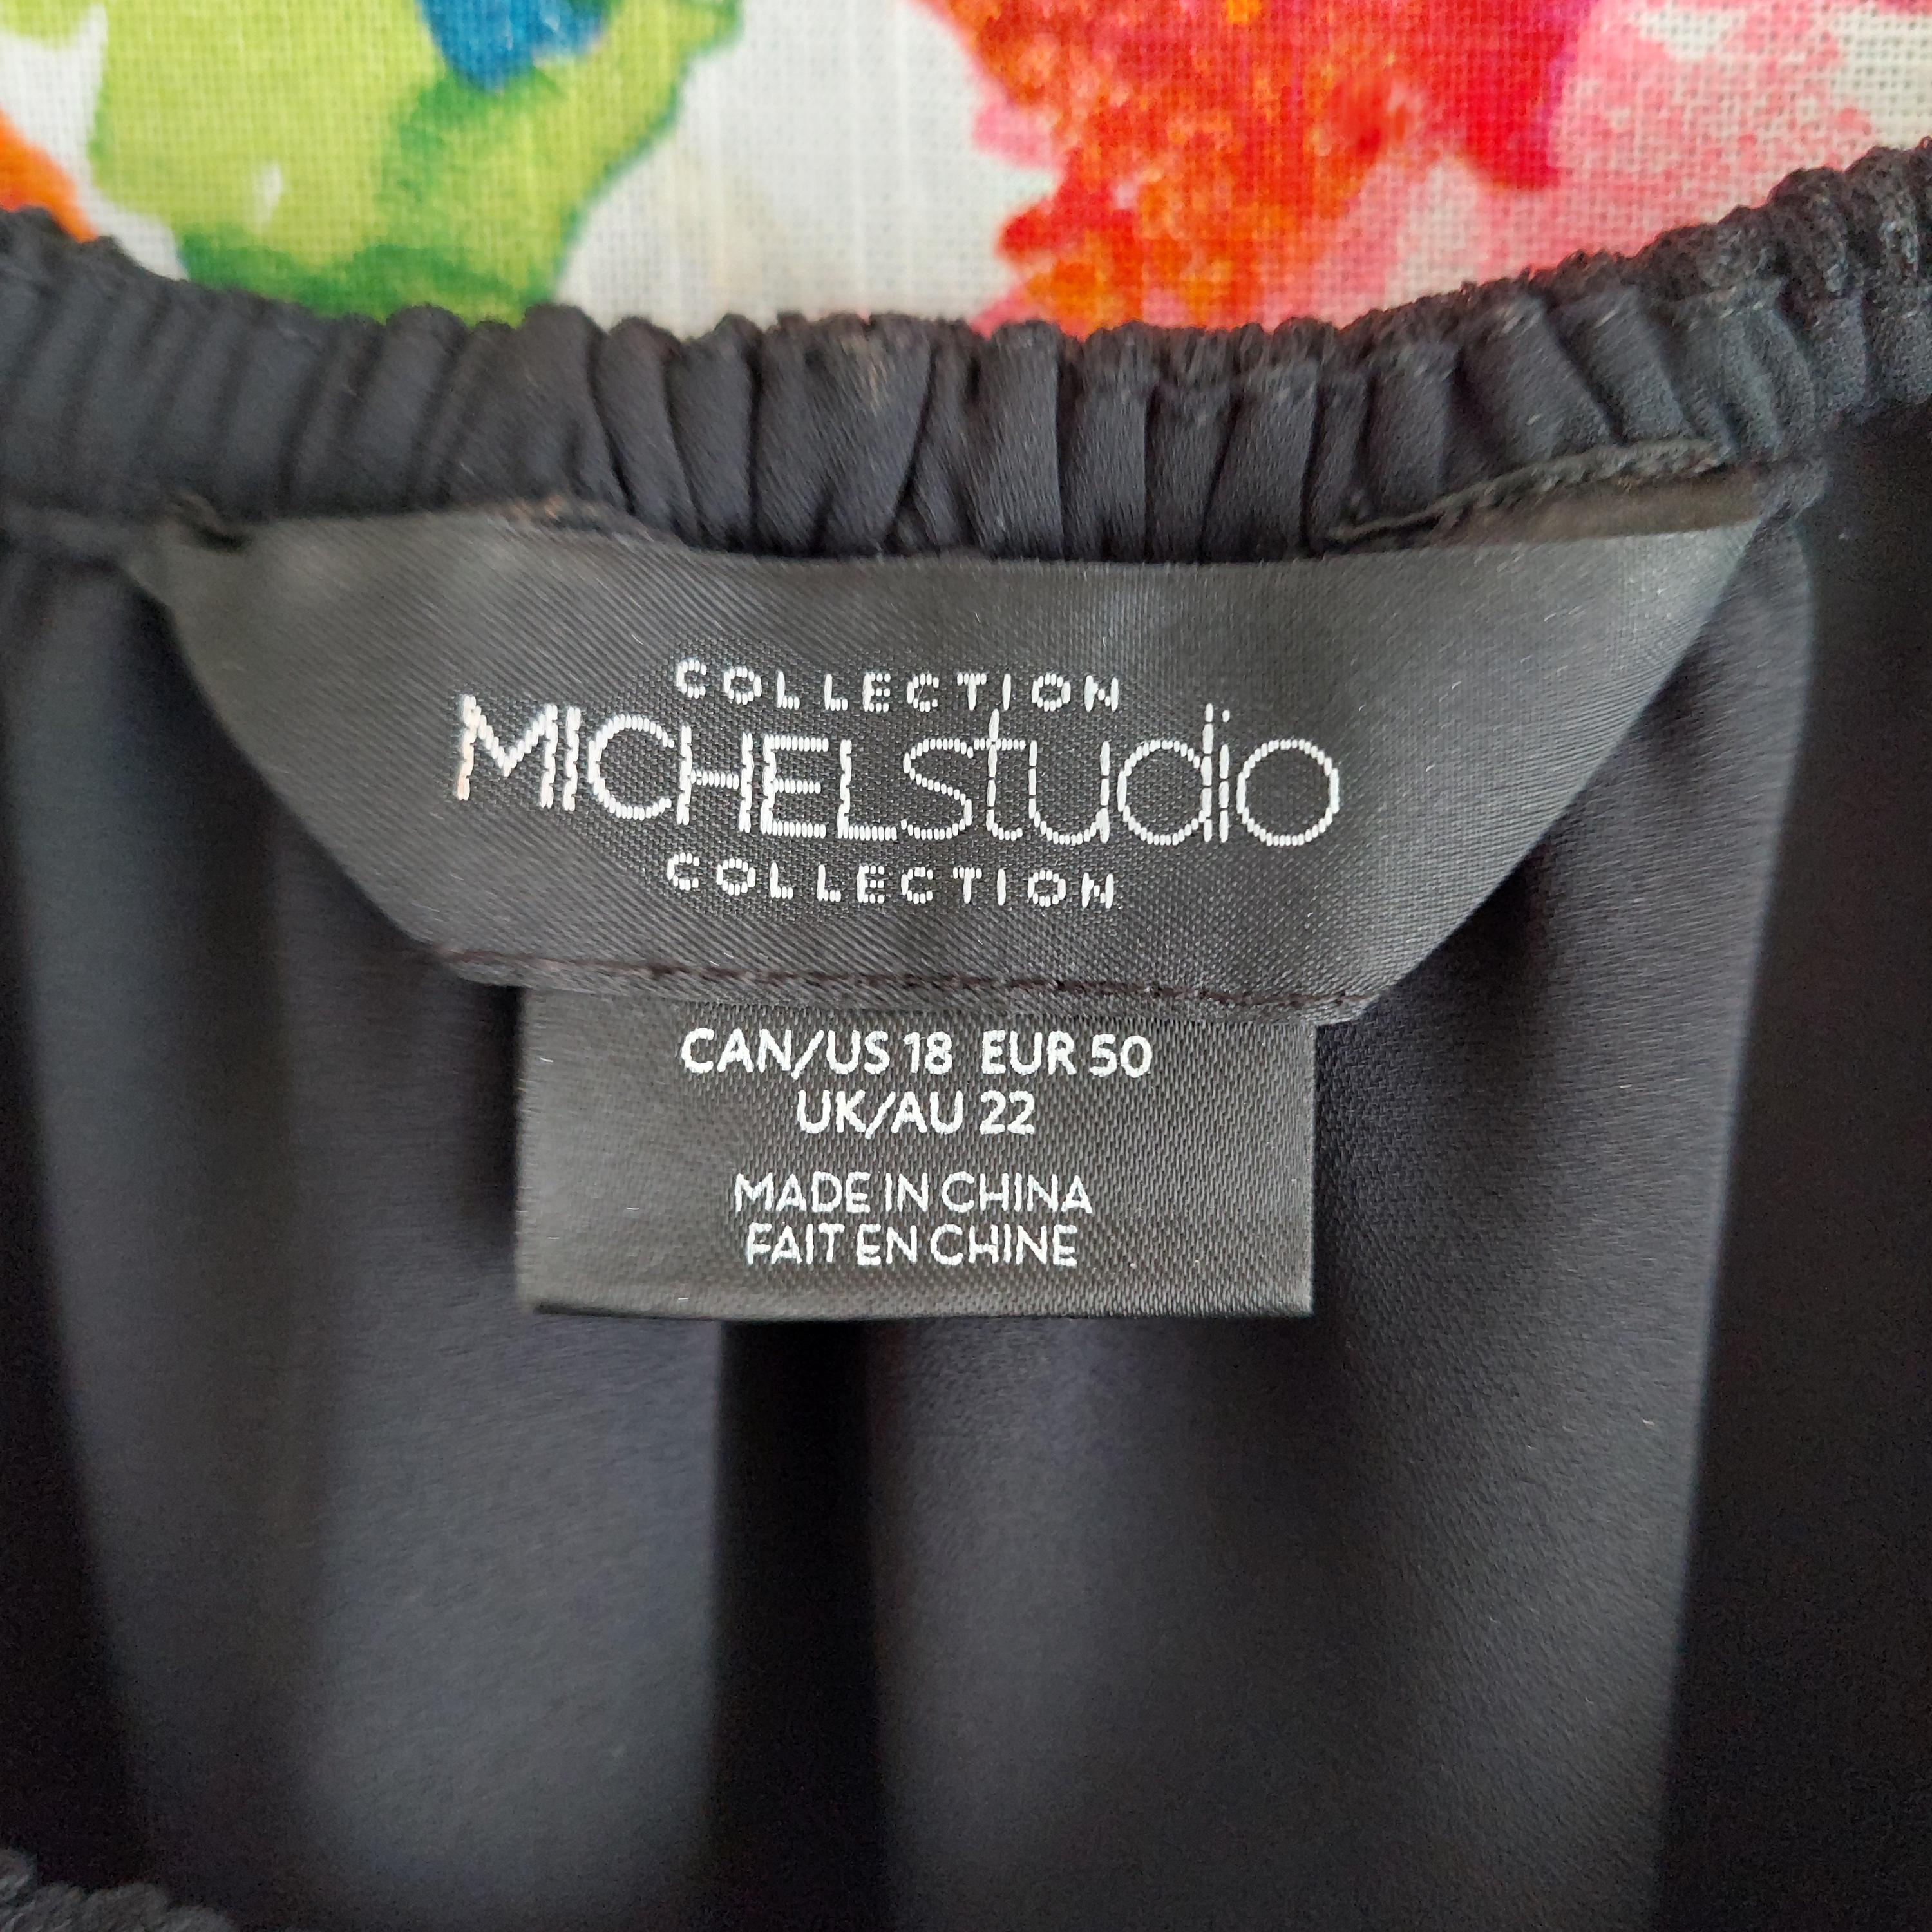 COLLECTION
MICHELstudio
COLLECTION
CAN/US 18 EUR 50
UK/AU 22
MADE IN CHINA
FAIT EN CHINE